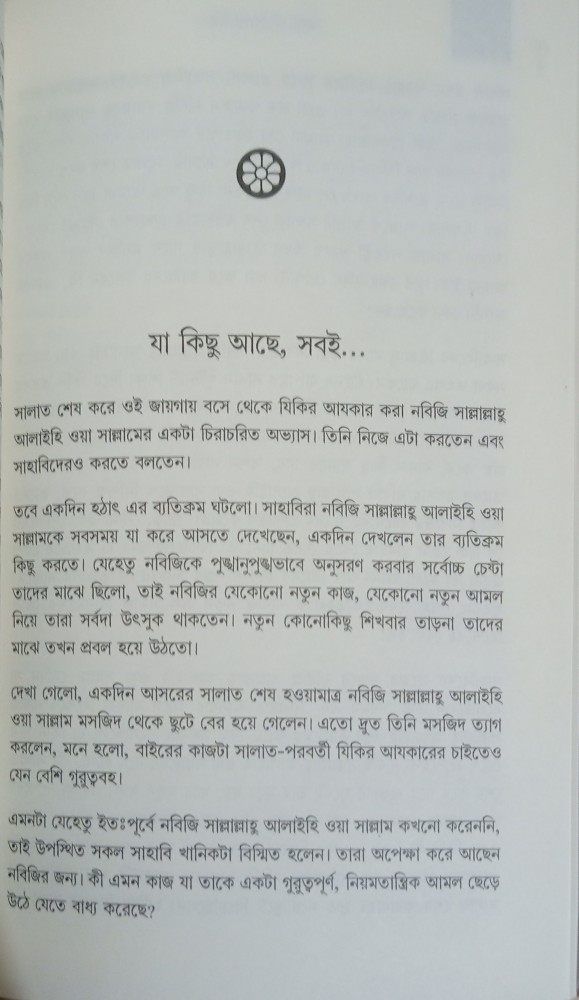 যা কিছু আছে, সবই...
সালাত শেষ করে ওই জায়গায় বসে থেকে যিকির আযকার করা নবিজি সাল্লাল্লাহু
আলাইহি ওয়া সাল্লামের একটা চিরাচরিত অভ্যাস। তিনি নিজে এটা করতেন এবং
সাহাবিদেরও করতে বলতেন।
তবে একদিন হঠাৎ এর ব্যতিক্রম ঘটলো। সাহাবিরা নবিজি সাল্লাল্লাহু আলাইহি ওয়া
সাল্লামকে সবসময় যা করে আসতে দেখেছেন, একদিন দেখলেন তার ব্যতিক্রম
কিছু করতে। যেহেতু নবিজিকে পুঙ্খানুপুঙ্খভাবে অনুসরণ করবার সর্বোচ্চ চেষ্টা
তাদের মাঝে ছিলো, তাই নবিজির যেকোনো নতুন কাজ, যেকোনো নতুন আমল
নিয়ে তারা সর্বদা উৎসুক থাকতেন। নতুন কোনোকিছু শিখবার তাড়না তাদের
মাঝে তখন প্রবল হয়ে উঠতো।
দেখা গেলো, একদিন আসরের সালাত শেষ হওয়ামাত্র নবিজি সাল্লাল্লাহু আলাইহি
ওয়া সাল্লাম মসজিদ থেকে ছুটে বের হয়ে গেলেন। এতো দ্রুত তিনি মসজিদ ত্যাগ
করলেন, মনে হলো, বাইরের কাজটা সালাত-পরবর্তী যিকির আযকারের চাইতেও
যেন বেশি গুরুত্ববহ।
এমনটা যেহেতু ইতঃপূর্বে নবিজি সাল্লাল্লাহু আলাইহি ওয়া সাল্লাম কখনো করেননি,
তাই উপস্থিত সকল সাহাবি খানিকটা বিস্মিত হলেন। তারা অপেক্ষা করে আছেন
নবিজির জন্য। কী এমন কাজ যা তাকে একটা গুরুত্বপূর্ণ, নিয়মতান্ত্রিক আমল ছেড়ে
উঠে যেতে বাধ্য করেছে?